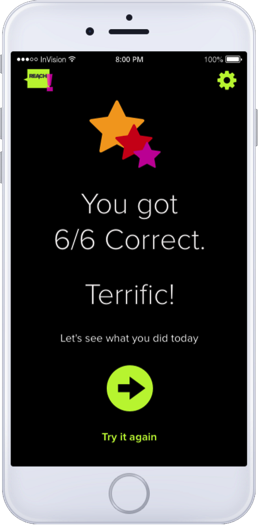 InVision 8:00 PM 100%
REACH!
You got
6/6 Correct.
Terrific!
Let's see what you did today
Try it again